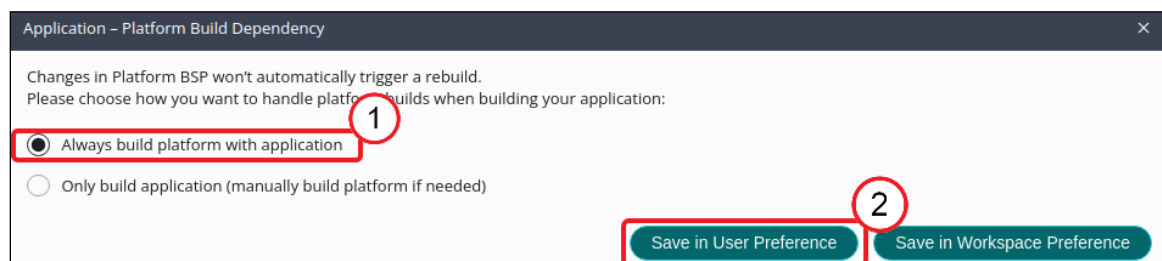 Application – Platform Build Dependency
Changes in Platform BSP won't automatically trigger a rebuild.
Please choose how you want to handle platform builds when building your application:
1
Always build platform with application
Only build application (manually build platform if needed)
2
Save in User Preference
Save in Workspace Preference